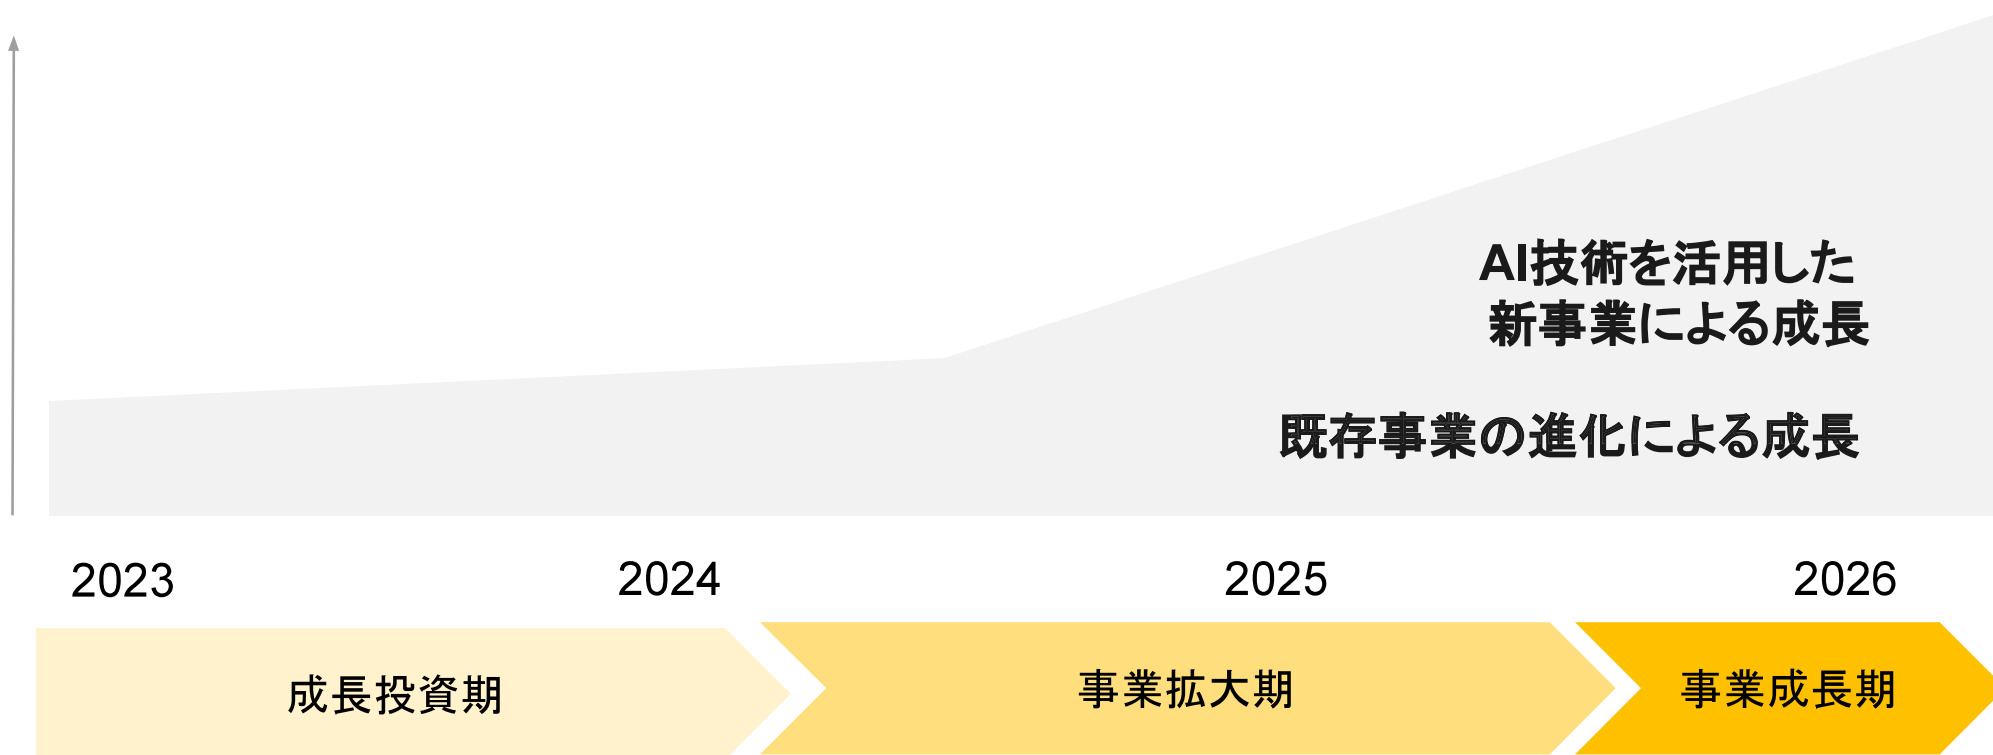 AI技術を活用した
新事業による成長
既存事業の進化による成長
2023 2024 2025 2026
成長投資期 事業拡大期 事業成長期